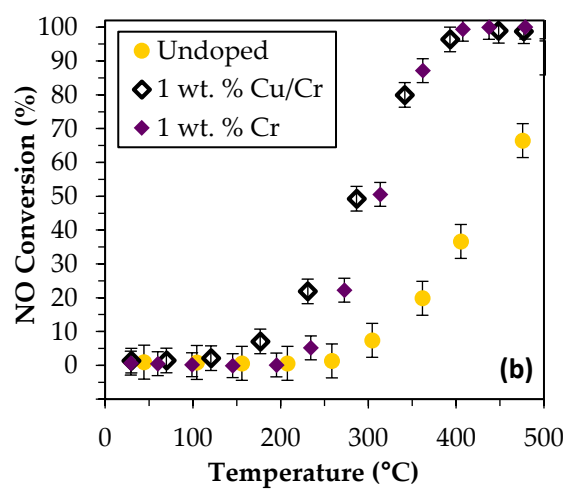 NO Conversion (%)
100
90
80
70
60
50
40
30
20
10
0
Undoped
1 wt. % Cu/Cr
1 wt. % Cr
(b)
0 100 200 300 400 500
Temperature (°C)